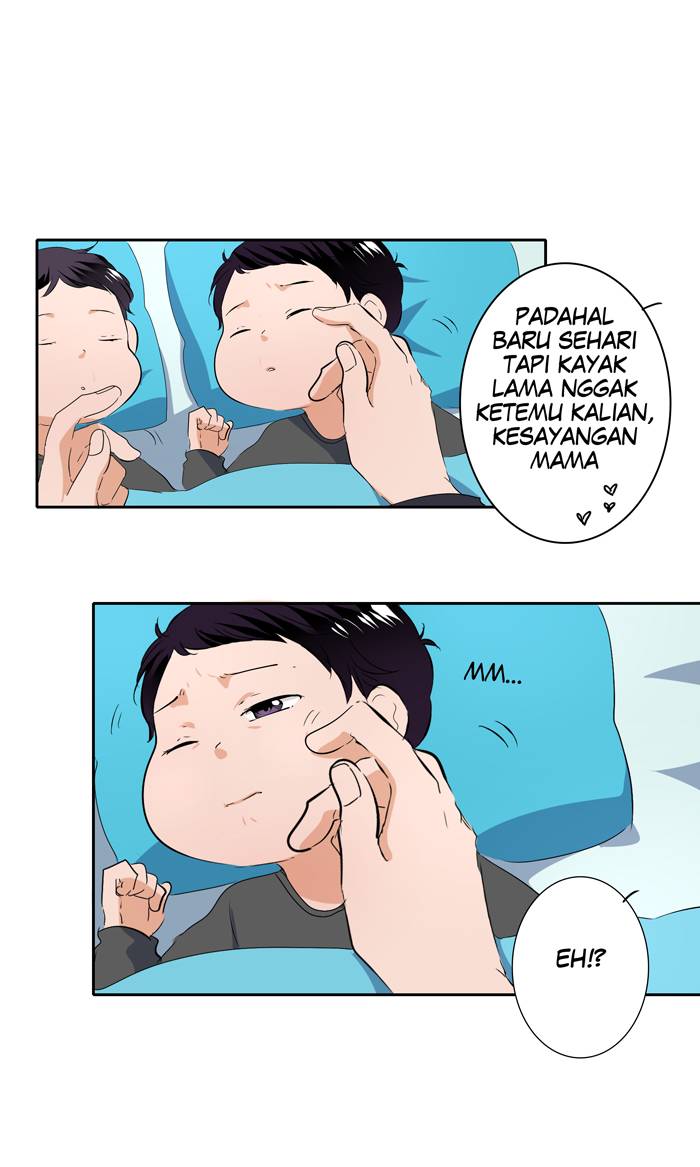 PADAHAL
BARU SEHARI
TAPI KAYAK
LAMA NGGAK
KETEMU KALIAN,
KESAYANGAN
MAMA
MM...
EH!?